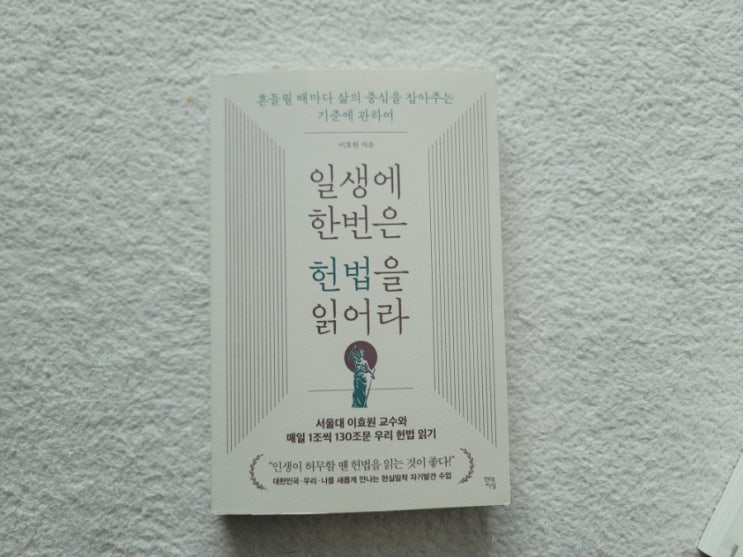 흔들릴 때마다 삶의 중심을 잡아주는
기준에 관하여
이효원 지음
일생에
한번은
헌법을
읽어라
서울대 이효원 교수와
매일 1조씩 130조문 우리 헌법 읽기
“인생이 허무할 땐 헌법을 읽는 것이 좋다!”
대한민국·우리·나를 새롭게 만나는 현실밀착 자기발견 수업
현대
지성